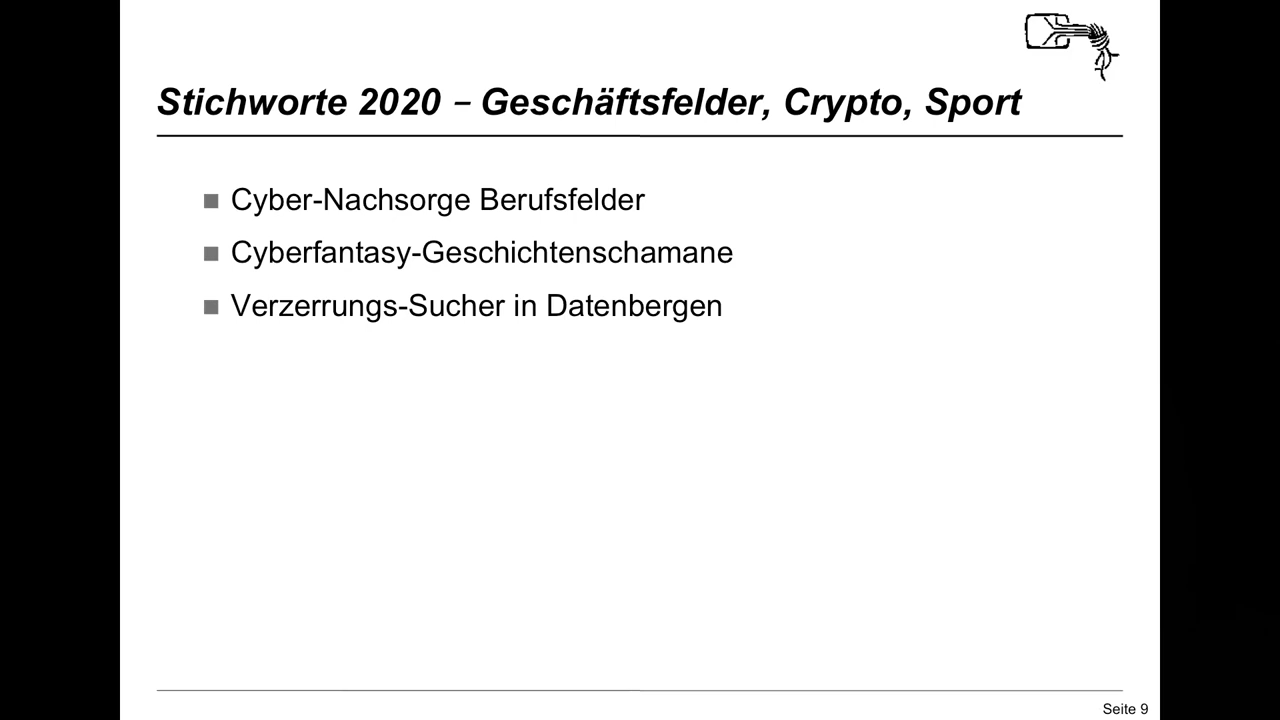 Stichworte 2020 – Geschäftsfelder, Crypto, Sport
Cyber-Nachsorge Berufsfelder
Cyberfantasy-Geschichtenschamane
Verzerrungs-Sucher in Datenbergen
Seite 9